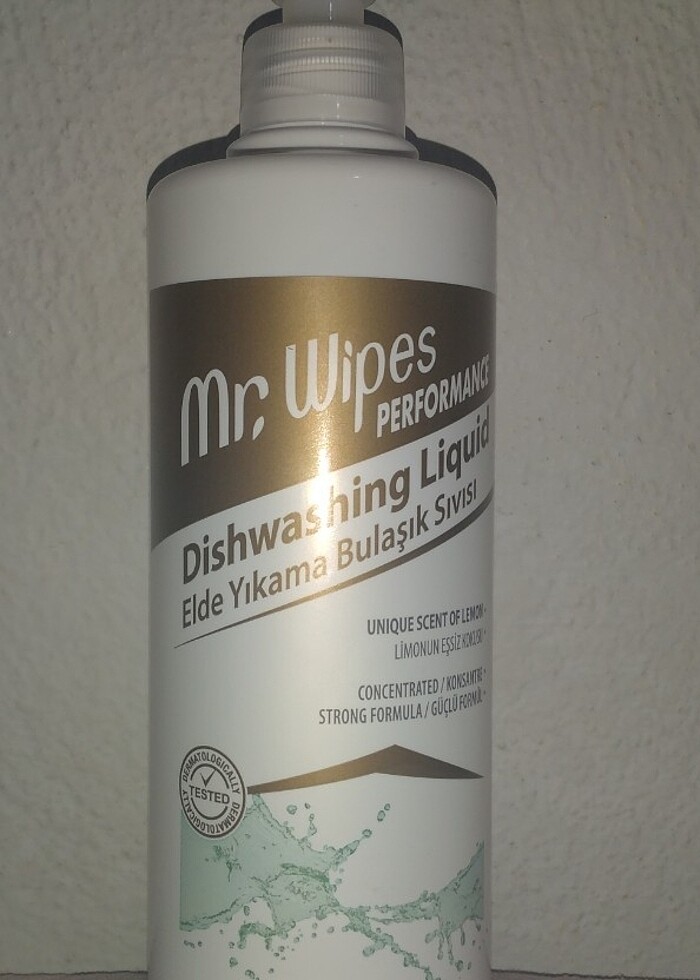 Mr. Wipes
PERFORMANCE
Dishwashing Liquid
Elde Yıkama Bulaşık Sıvısı
UNIQUE SCENT OF LEMON •
LİMONUN EŞSİZ KOKUSU •
CONCENTRATED / KONSANTRE •
STRONG FORMULA / GÜÇLÜ FORMÜL •
DERMATOLOGICALLY
TESTED
DERMATOLOGICALLY